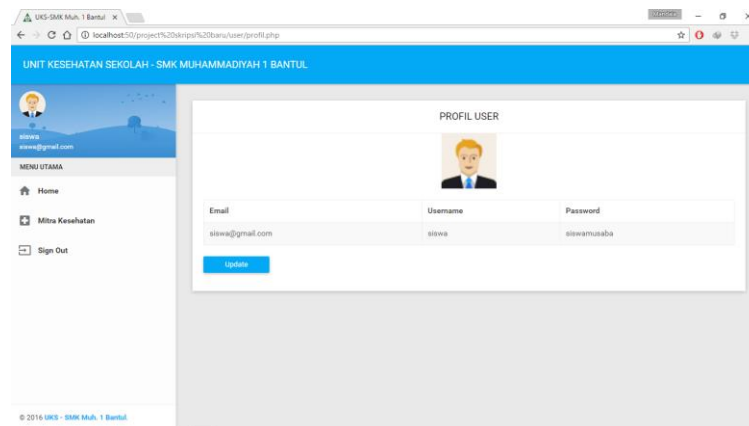 UKS-SMK Muh. 1 Bantul
localhost:50/project%20skripsi%20baru/user/profil.php
UNIT KESEHATAN SEKOLAH - SMK MUHAMMADIYAH 1 BANTUL
siswa
siswa@gmail.com
MENU UTAMA
Home
Mitra Kesehatan
Sign Out
PROFIL USER
Email Username Password
siswa@gmail.com siswa siswamusaba
Update
© 2016 UKS - SMK Muh. 1 Bantul.